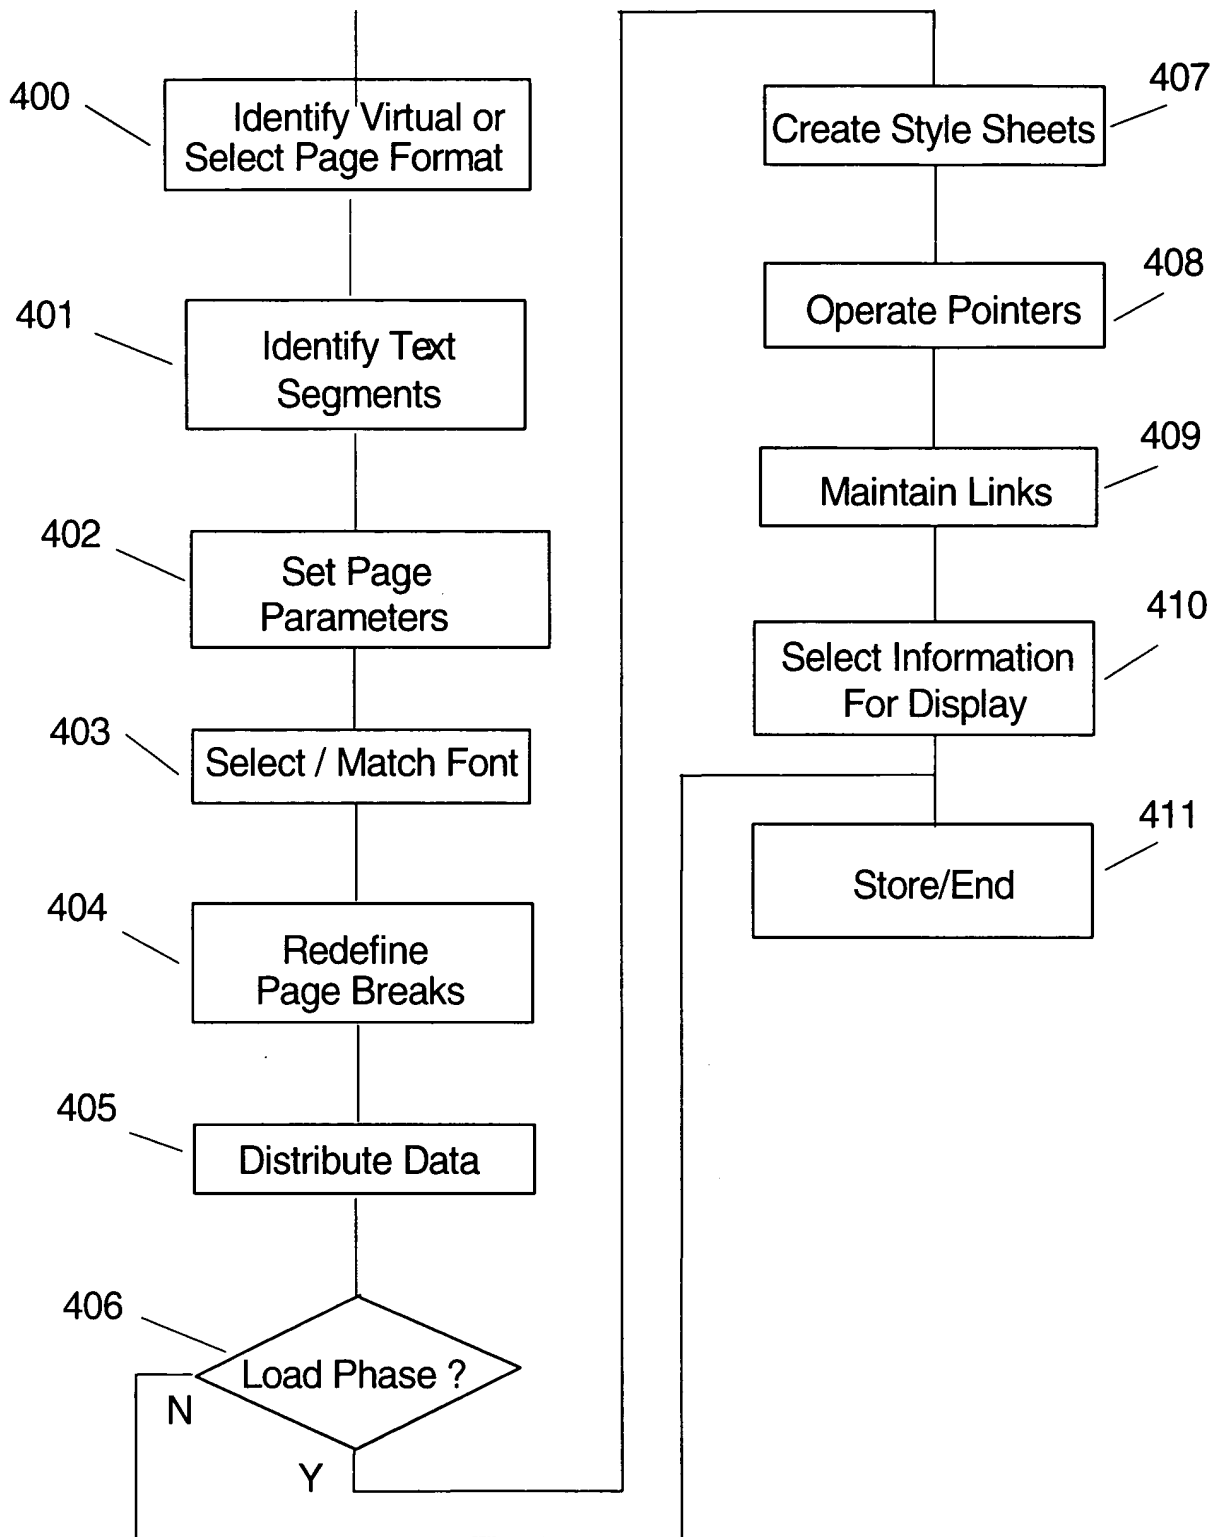 400
Identify Virtual or
Select Page Format
401
Identify Text
Segments
402
Set Page
Parameters
403
Select / Match Font
404
Redefine
Page Breaks
405
Distribute Data
406
Load Phase ?
N
Y
407
Create Style Sheets
408
Operate Pointers
409
Maintain Links
410
Select Information
For Display
411
Store/End